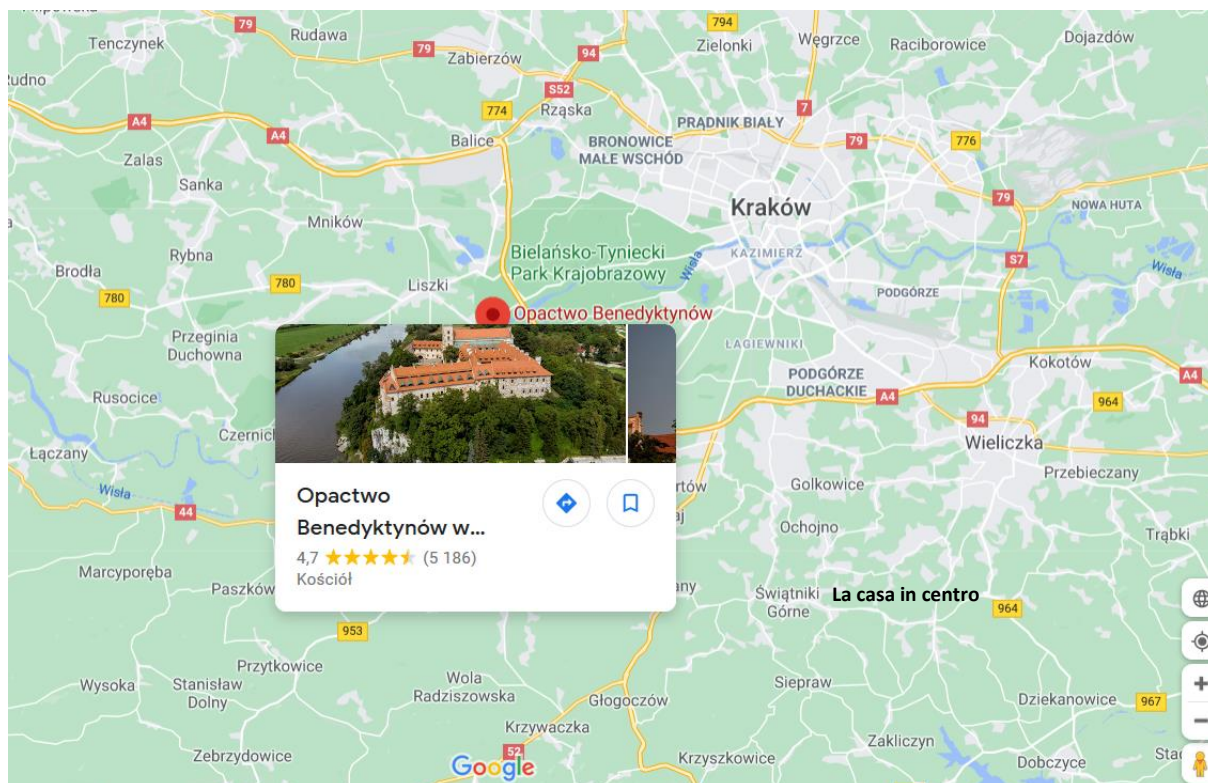 79
Rudawa
794
Węgrzce
Dojazdów
Tenczynek
79
94
Zielonki
Raciborowice
Zabierzów
S52
7
774
Rząska
PRĄDNIK BIAŁY
A4
A4
Balice
BRONOWICE
MAŁE WSCHÓD
79
776
Zalas
Sanka
Kraków
79
NOWA HUTA
Mników
Bielańsko-Tyniecki
Park Krajobrazowy
KAZIMIERZ
S7
Wisła
Wisła
Rybna
Brodła
780
780
Liszki
PODGÓRZE
Opactwo Benedyktynów
Przeginia
Duchowna
ŁAGIEWNIKI
Kokotów
PODGÓRZE
DUCHACKIE
A4
A4
Rusocice
964
94
Wieliczka
Łączany
Przebieczany
Wisła
44
Opactwo
Benedyktynów w...
4,7 (5 186)
Kościół
Golkowice
Ochojno
Trąbki
Marcyporęba
Świątniki
Górne
La casa in centro
964
953
Przytkowice
Wola
Radziszowska
Siepraw
Wysoka
Stanisław
Dolny
Głogoczów
Dziekanowice
967
Krzywaczka
Zakliczyn
Zebrzydowice
52
Google
Krzyszkowice
Dobczyce